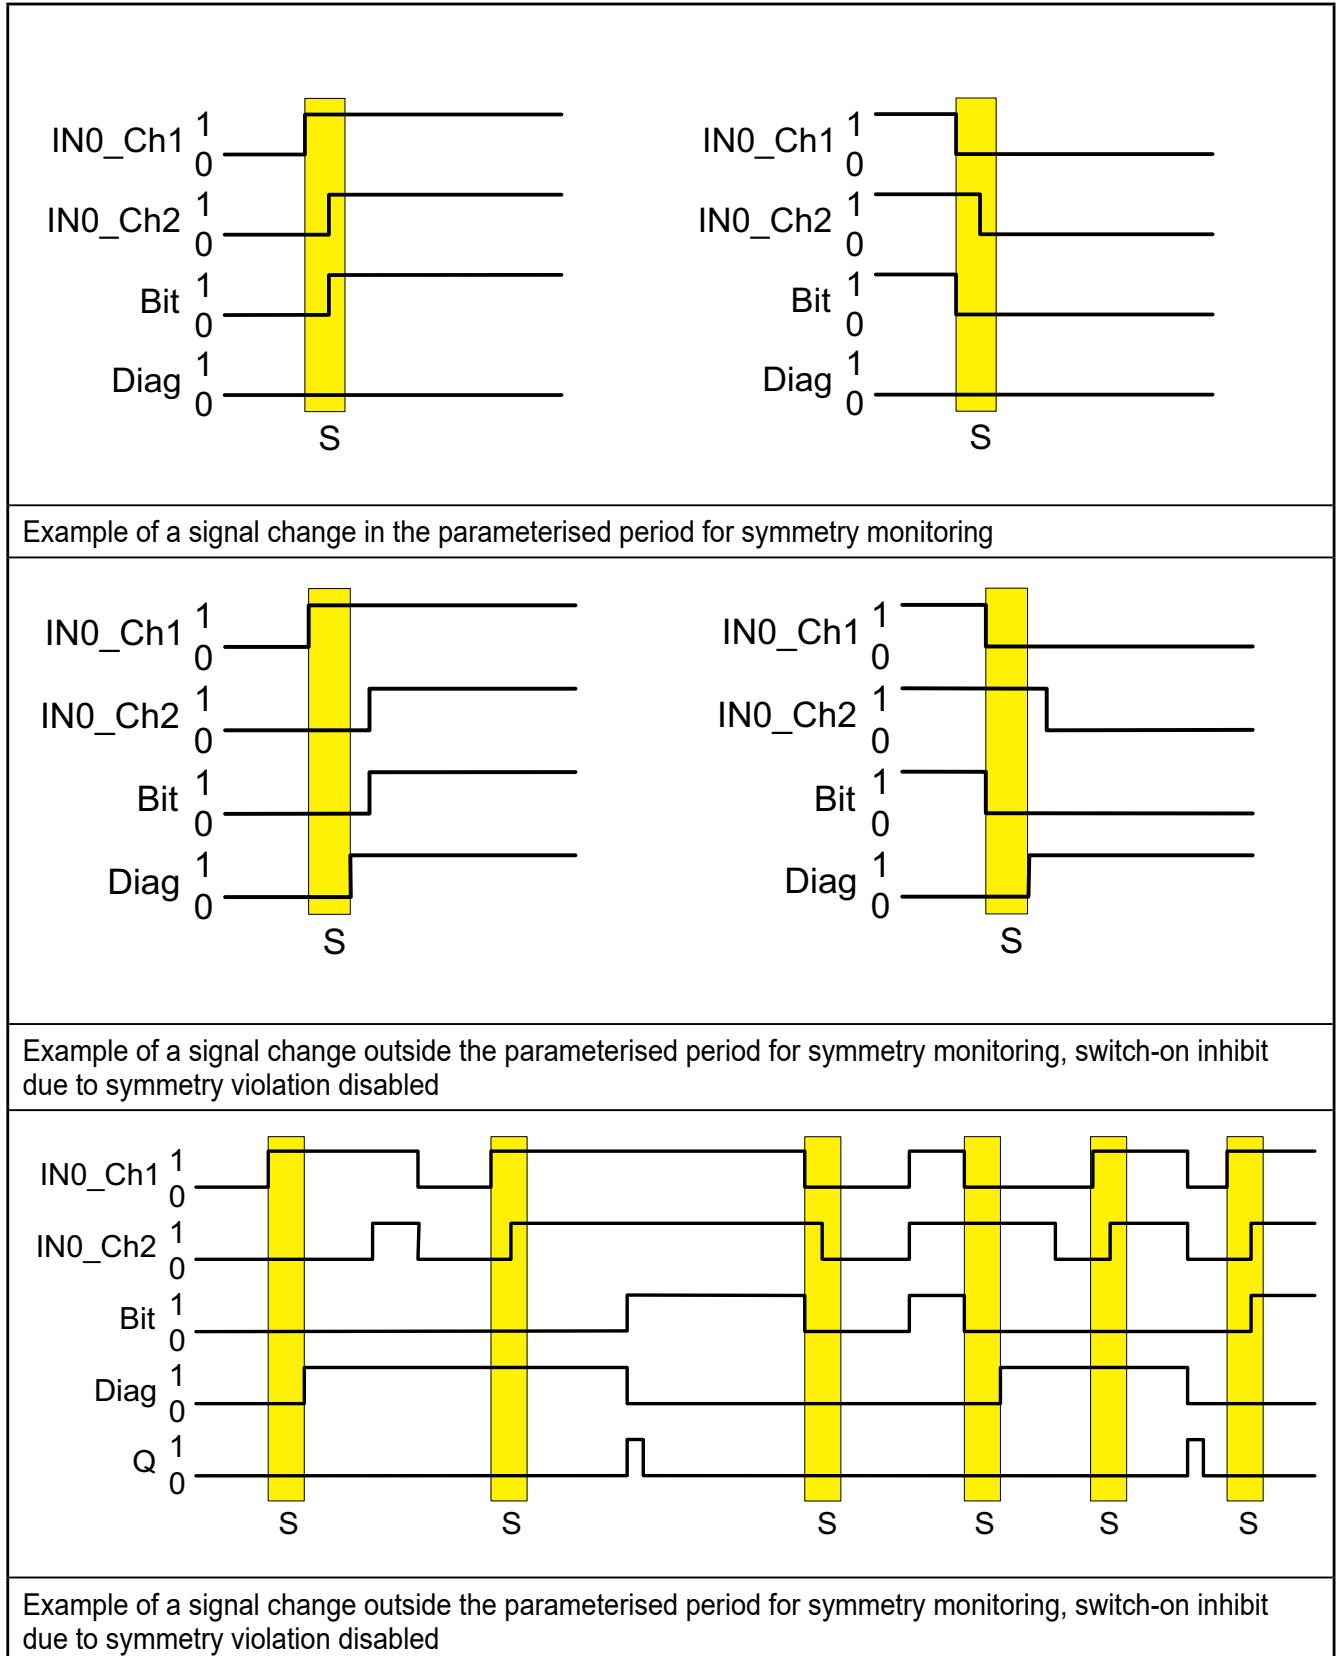 IN0_Ch1 1 0 IN0_Ch1 1 0
IN0_Ch2 1 0 IN0_Ch2 1 0
Bit 1 0 Bit 1 0
Diag 1 0 Diag 1 0
S S
Example of a signal change in the parameterised period for symmetry monitoring
IN0_Ch1 1 0 IN0_Ch1 1 0
IN0_Ch2 1 0 IN0_Ch2 1 0
Bit 1 0 Bit 1 0
Diag 1 0 Diag 1 0
S S
Example of a signal change outside the parameterised period for symmetry monitoring, switch-on inhibit
due to symmetry violation disabled
IN0_Ch1 1 0
IN0_Ch2 1 0
Bit 1 0
Diag 1 0
Q 1 0
S S S S S S
Example of a signal change outside the parameterised period for symmetry monitoring, switch-on inhibit
due to symmetry violation disabled